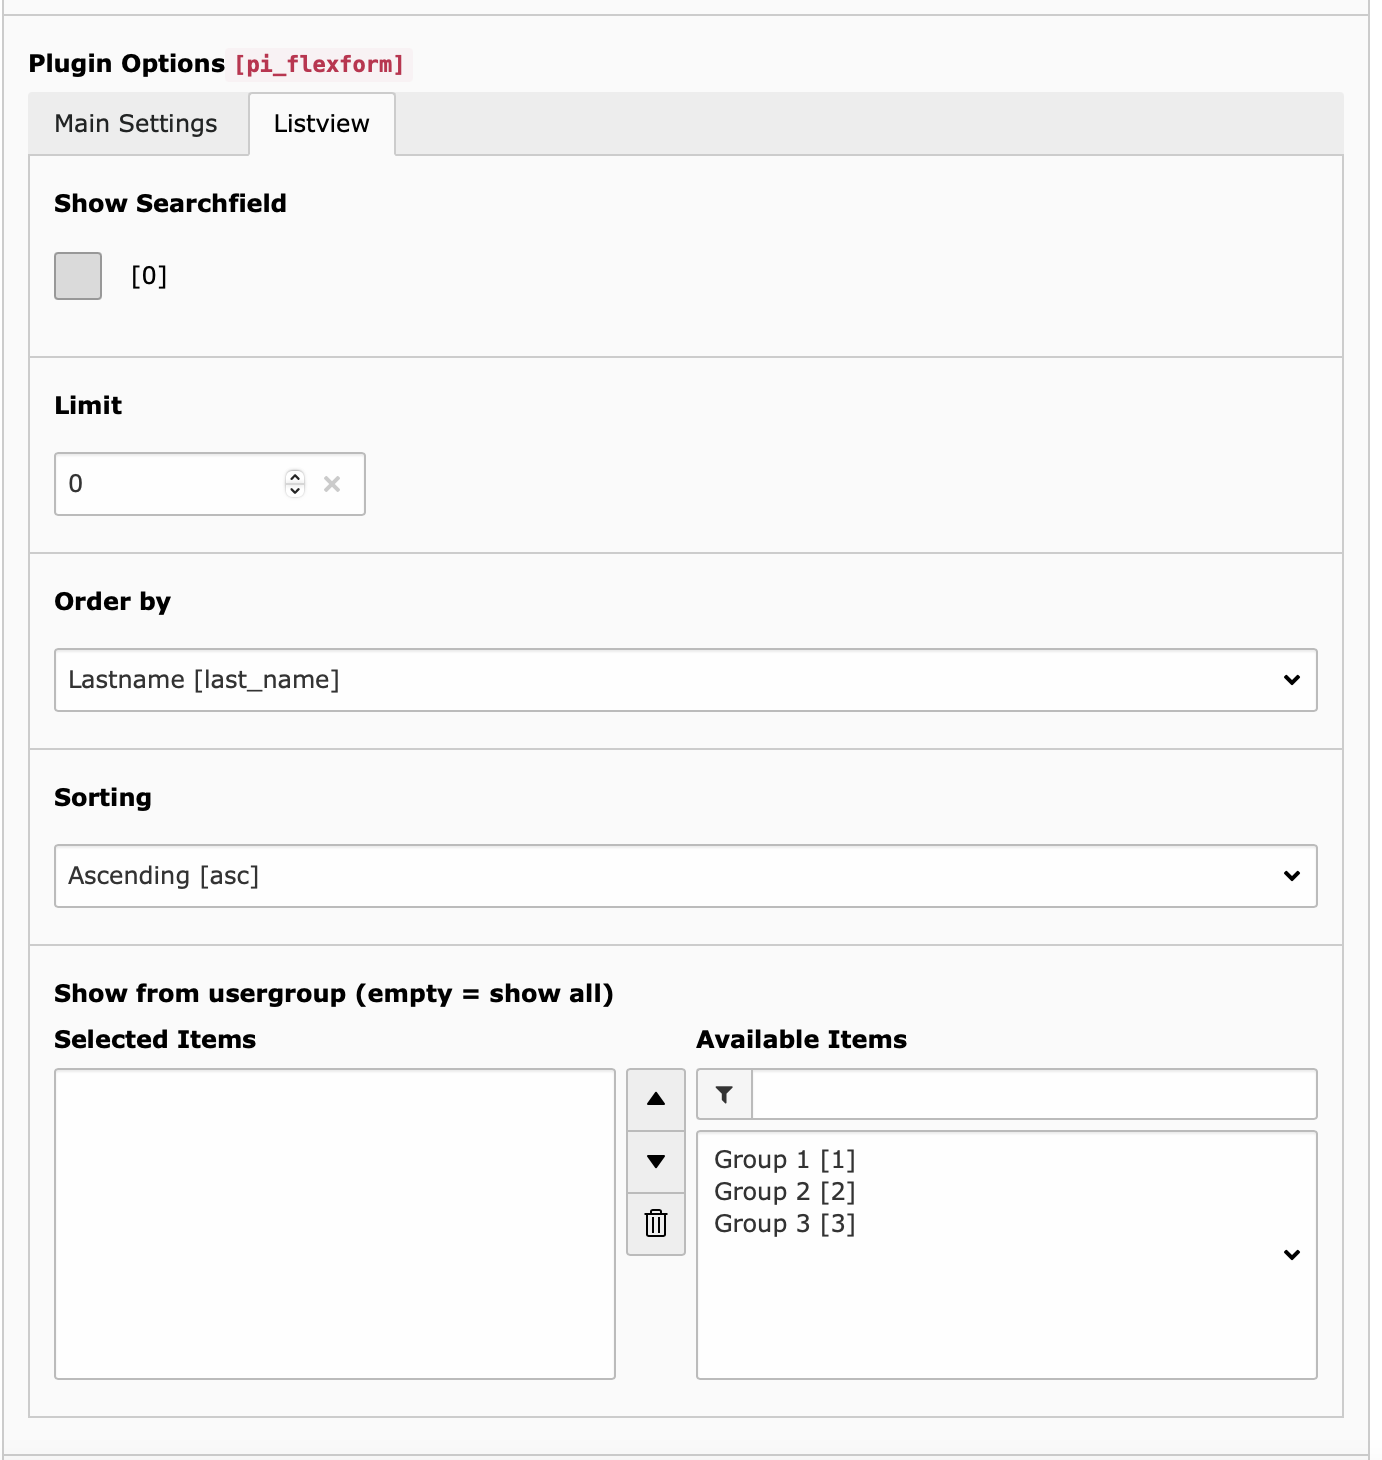 Plugin Options [pi_flexform]
Main Settings
Listview
Show Searchfield
[0]
Limit
0
Order by
Lastname [last_name]
Sorting
Ascending [asc]
Show from usergroup (empty = show all)
Selected Items
Available Items
Group 1 [1]
Group 2 [2]
Group 3 [3]